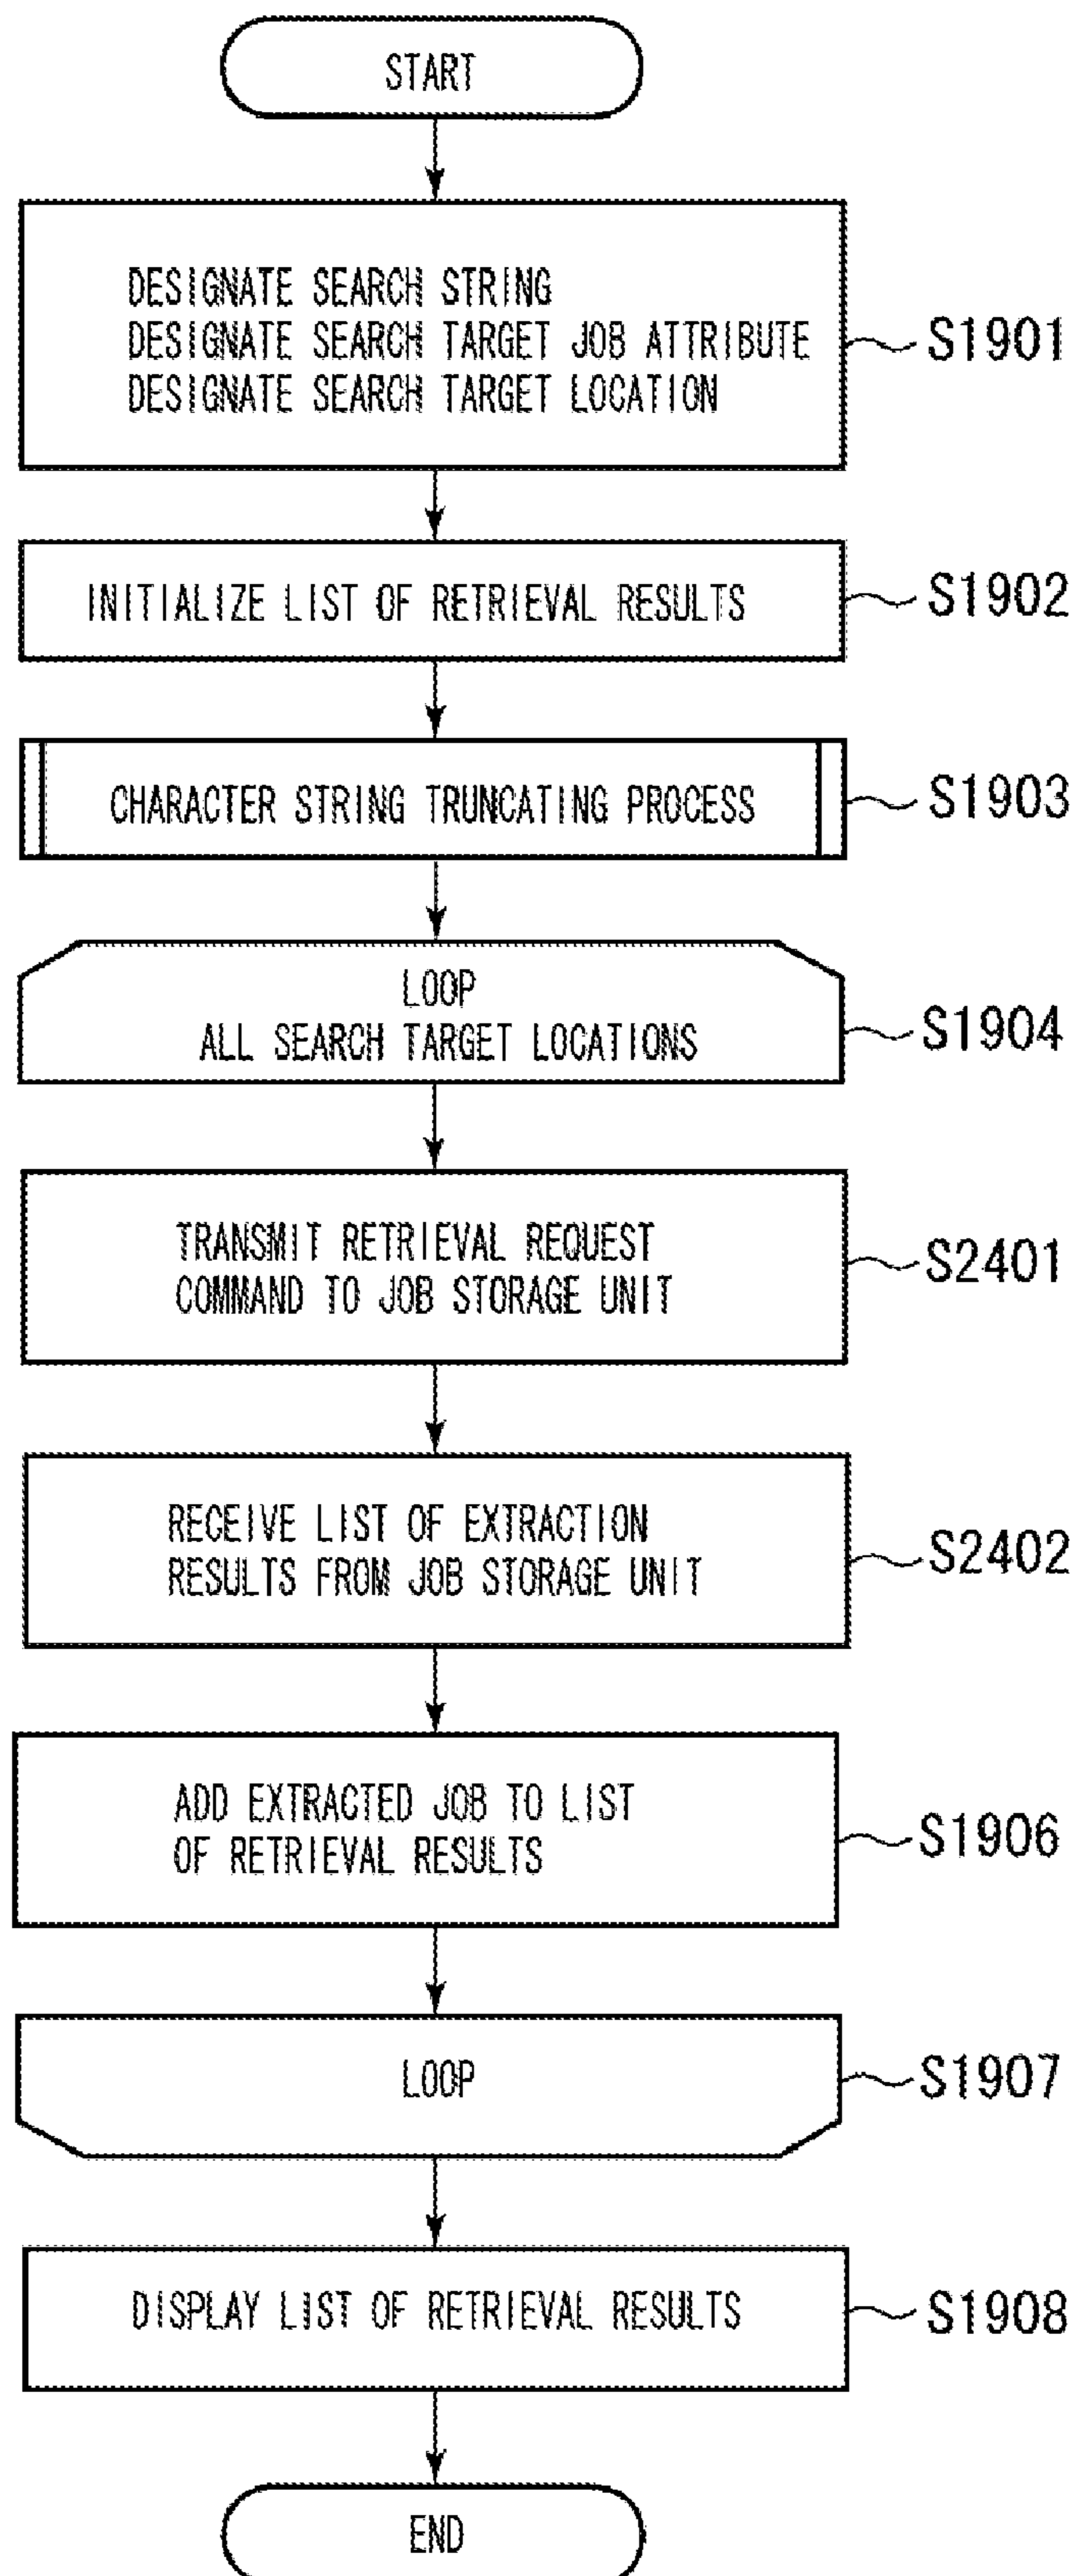 START
DESIGNATE SEARCH STRING
DESIGNATE SEARCH TARGET JOB ATTRIBUTE
DESIGNATE SEARCH TARGET LOCATION
S1901
INITIALIZE LIST OF RETRIEVAL RESULTS
S1902
CHARACTER STRING TRUNCATING PROCESS
S1903
LOOP
ALL SEARCH TARGET LOCATIONS
S1904
TRANSMIT RETRIEVAL REQUEST
COMMAND TO JOB STORAGE UNIT
S2401
RECEIVE LIST OF EXTRACTION
RESULTS FROM JOB STORAGE UNIT
S2402
ADD EXTRACTED JOB TO LIST
OF RETRIEVAL RESULTS
S1906
LOOP
S1907
DISPLAY LIST OF RETRIEVAL RESULTS
S1908
END